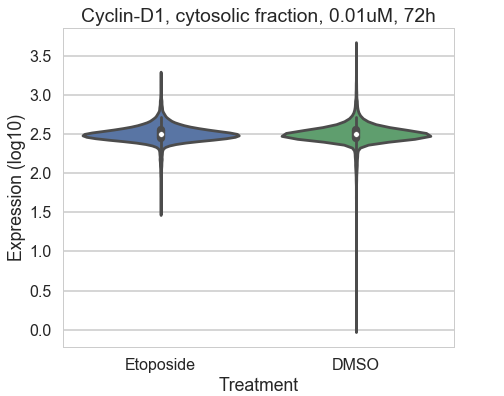 Cyclin-D1, cytosolic fraction, 0.01uM, 72h
Expression (log10)
3.5
3.0
2.5
2.0
1.5
1.0
0.5
0.0
Etoposide DMSO
Treatment